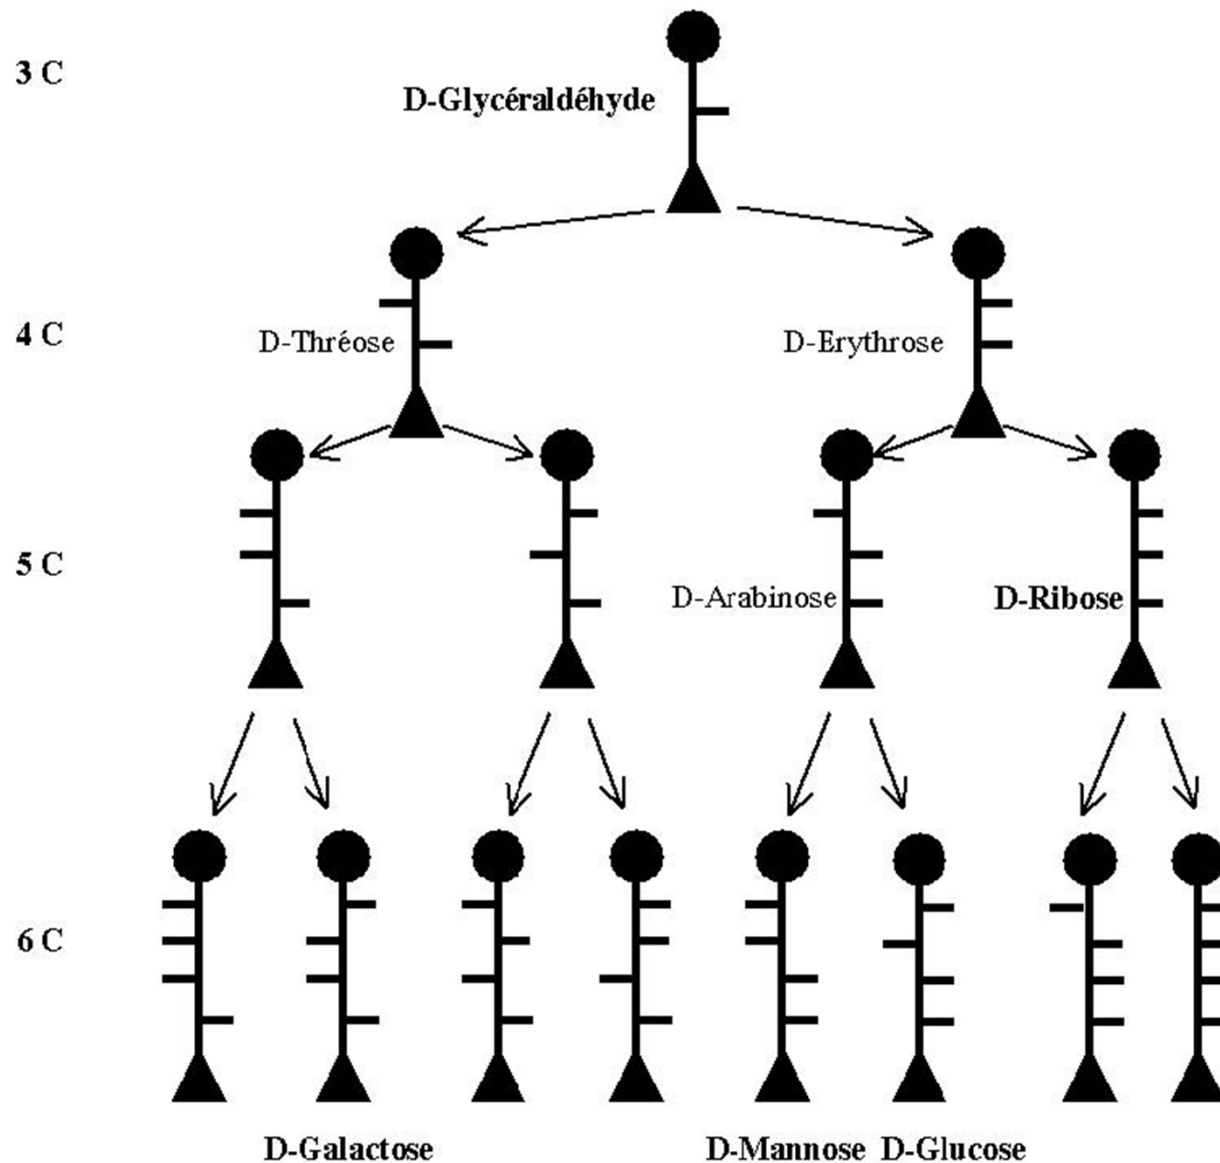 3 C
D-Glycéraldéhyde
4 C
D-Thréose
D-Erythrose
5 C
D-Arabinose
D-Ribose
6 C
D-Galactose
D-Mannose D-Glucose